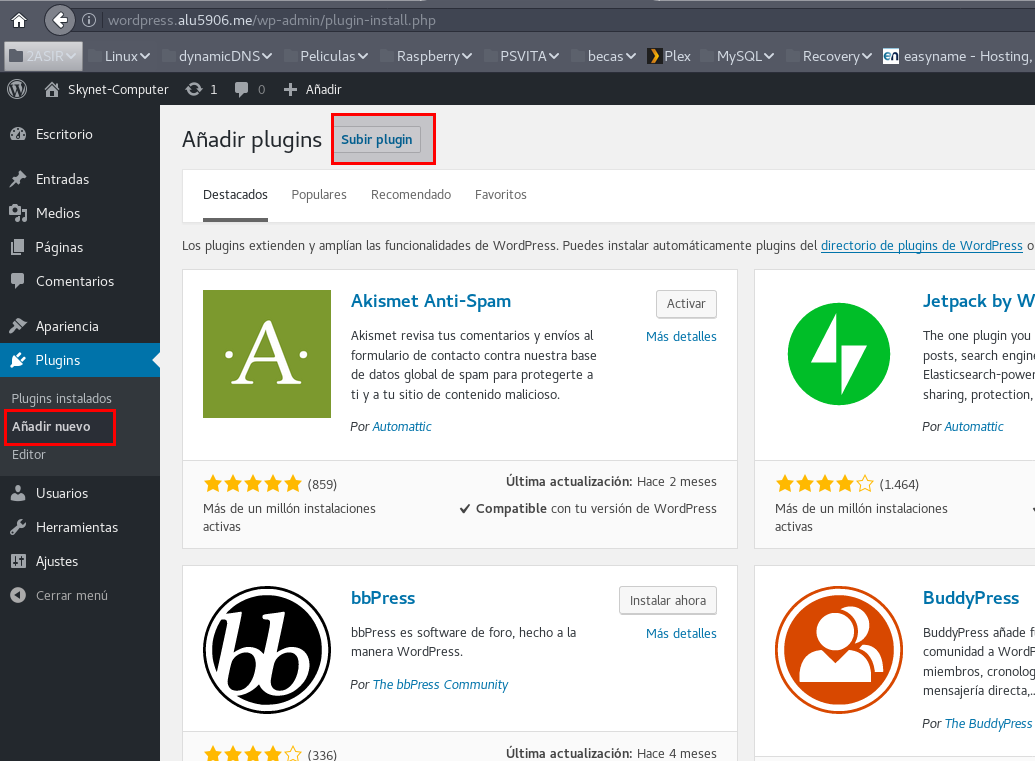 wordpress.alu5906.me/wp-admin/plugin-install.php
2ASIR Linux dynamicDNS Peliculas Raspberry PSVITA becas Plex MySQL Recovery en easyname - Hosting,
Skynet-Computer 1 0 Añadir
Escritorio
Entradas
Medios
Páginas
Comentarios
Apariencia
Plugins
Plugins instalados
Añadir nuevo
Editor
Usuarios
Herramientas
Ajustes
Cerrar menú
Añadir plugins Subir plugin
Destacados Populares Recomendado Favoritos
Los plugins extienden y amplían las funcionalidades de WordPress. Puedes instalar automáticamente plugins del directorio de plugins de WordPress o
·A·
Akismet Anti-Spam
Activar
Más detalles
Akismet revisa tus comentarios y envíos al
formulario de contacto contra nuestra base
de datos global de spam para protegerte a
ti y a tu sitio de contenido malicioso.
Por Automattic
(859)
Más de un millón instalaciones
activas
Última actualización: Hace 2 meses
Compatible con tu versión de WordPress
Jetpack by W
The one plugin you
posts, search engine
Elasticsearch-power
sharing, protection,
Por Automattic
(1.464)
Más de un millón instalaciones
activas
bb
bbPress
Instalar ahora
Más detalles
bbPress es software de foro, hecho a la
manera WordPress.
Por The bbPress Community
(336)
Última actualización: Hace 4 meses
BuddyPress
BuddyPress añade f
comunidad a WordP
miembros, cronolog
mensajería directa,..
Por The BuddyPress